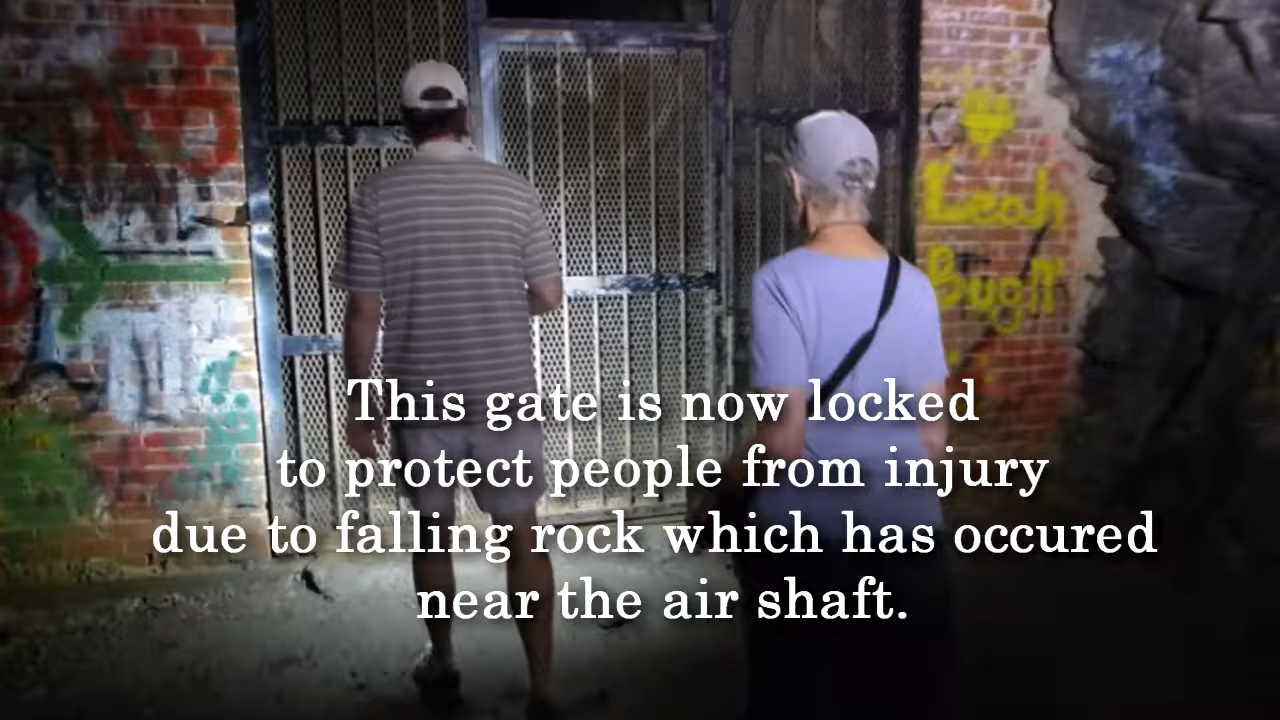 Leah
Bugn
This gate is now locked
to protect people from injury
due to falling rock which has occured
near the air shaft.